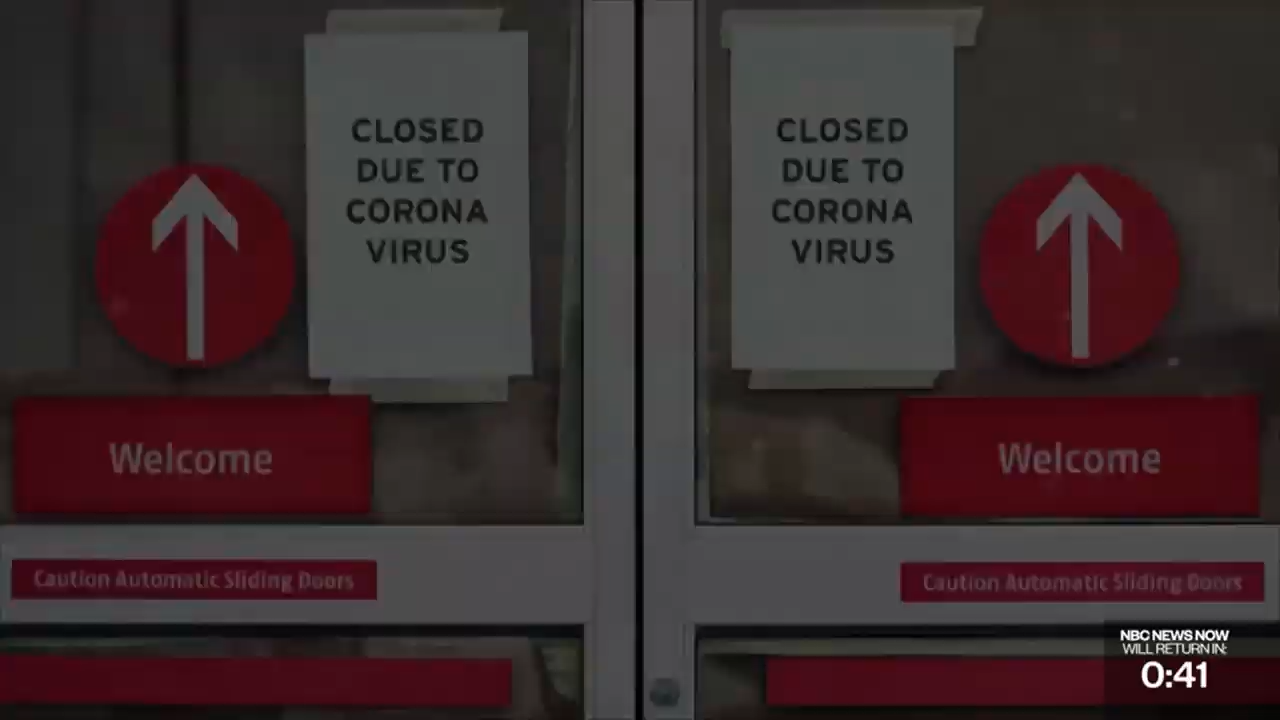 CLOSED
DUE TO
CORONA
VIRUS
CLOSED
DUE TO
CORONA
VIRUS
Welcome
Welcome
Caution Automatic Sliding Doors
Caution Automatic Sliding Doors
NBC NEWS NOW
WILL RETURN IN:
0:41